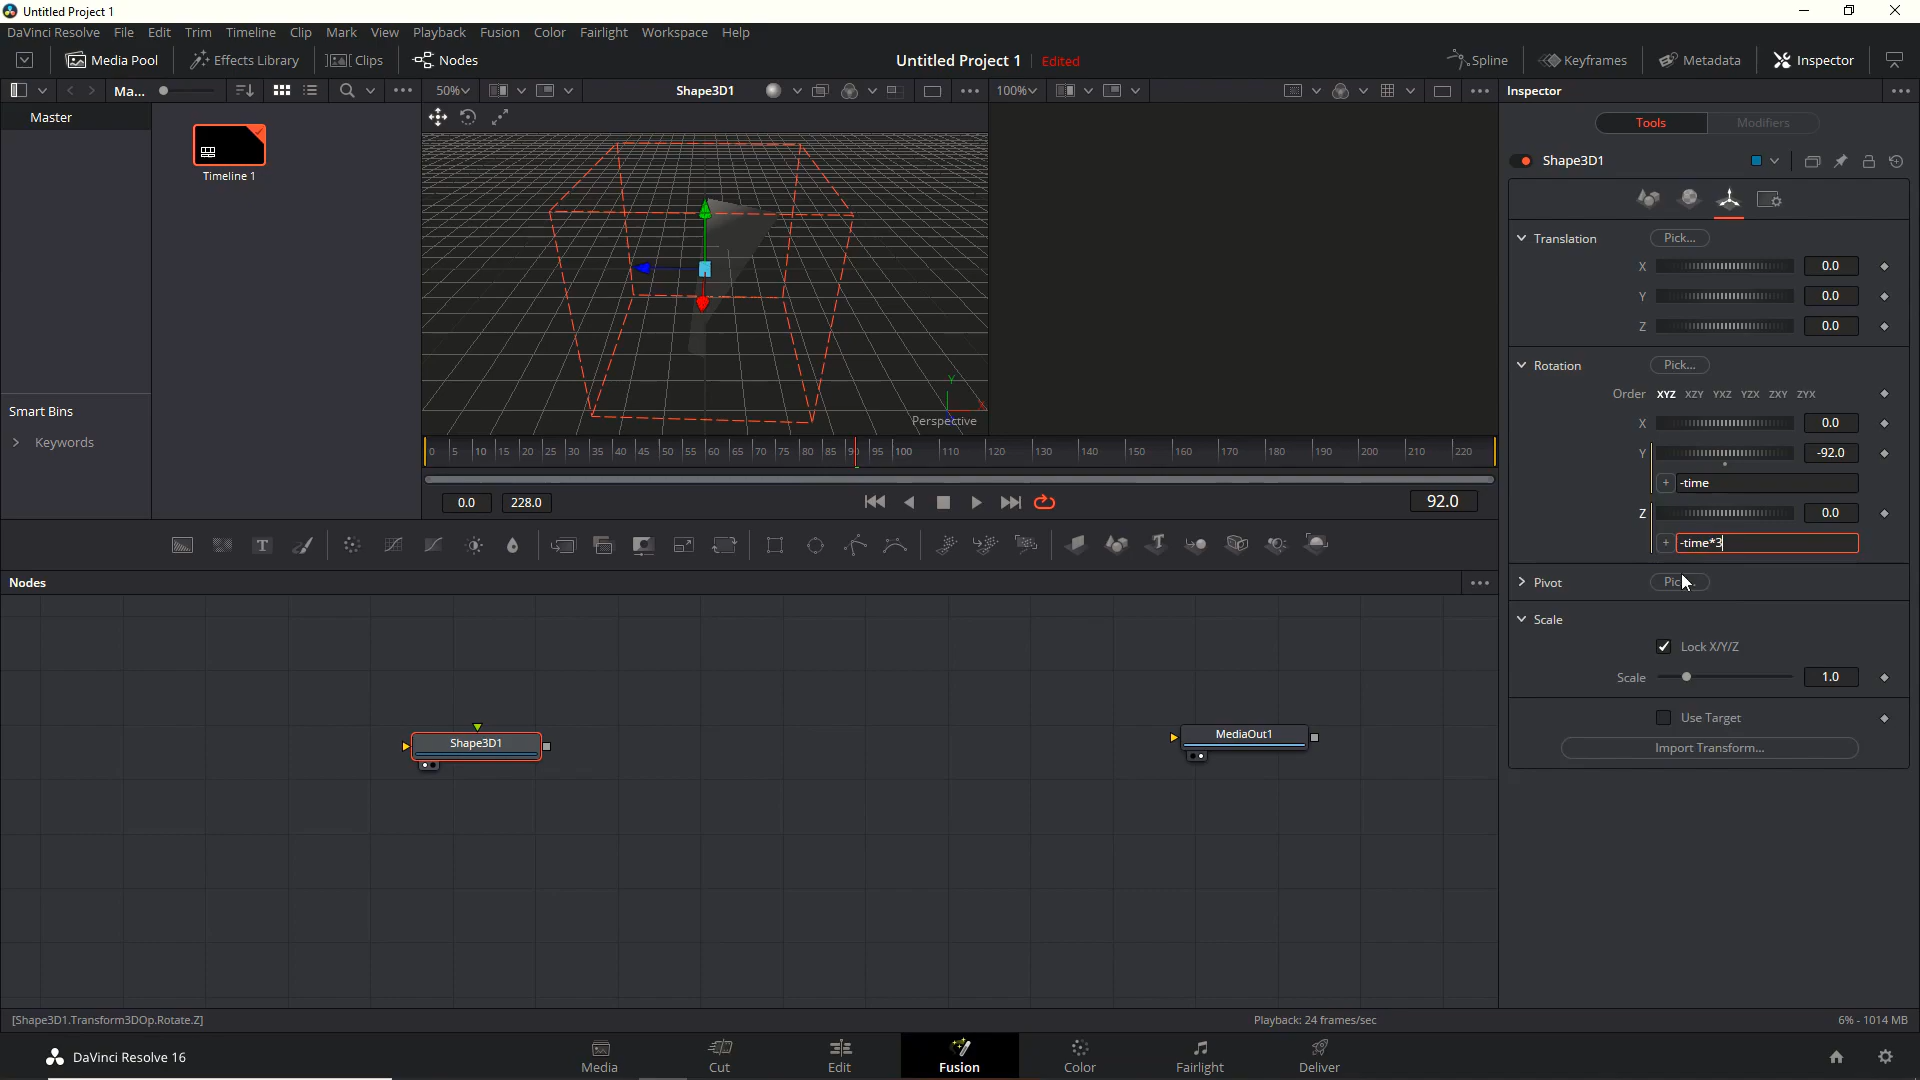 Untitled Project 1
DaVinci Resolve File Edit Trim Timeline Clip Mark View Playback Fusion Color Fairlight Workspace Help
Media Pool Effects Library Clips Nodes Untitled Project 1 Edited Spline Keyframes Metadata Inspector
Ma... 50% Shape3D1 100% Inspector
Master
Tools Modifiers
Shape3D1
Timeline 1
Translation Pick...
X 0.0
Y 0.0
Z 0.0
Rotation Pick...
Order XYZ XZY YXZ YZX ZXY ZYX
Smart Bins
Keywords
Y
X
Perspective
X 0.0
Y -92.0
-time
Z 0.0
-time*3
0 5 10 15 20 25 30 35 40 45 50 55 60 65 70 75 80 85 90 95 100 110 120 130 140 150 160 170 180 190 200 210 220
0.0 228.0 92.0
T
Nodes
Pivot
Scale
Lock X/Y/Z
Scale 1.0
Use Target
Import Transform...
Shape3D1
MediaOut1
[Shape3D1.Transform3DOp.Rotate.Z] Playback: 24 frames/sec 6% - 1014 MB
DaVinci Resolve 16
Media Cut Edit Fusion Color Fairlight Deliver